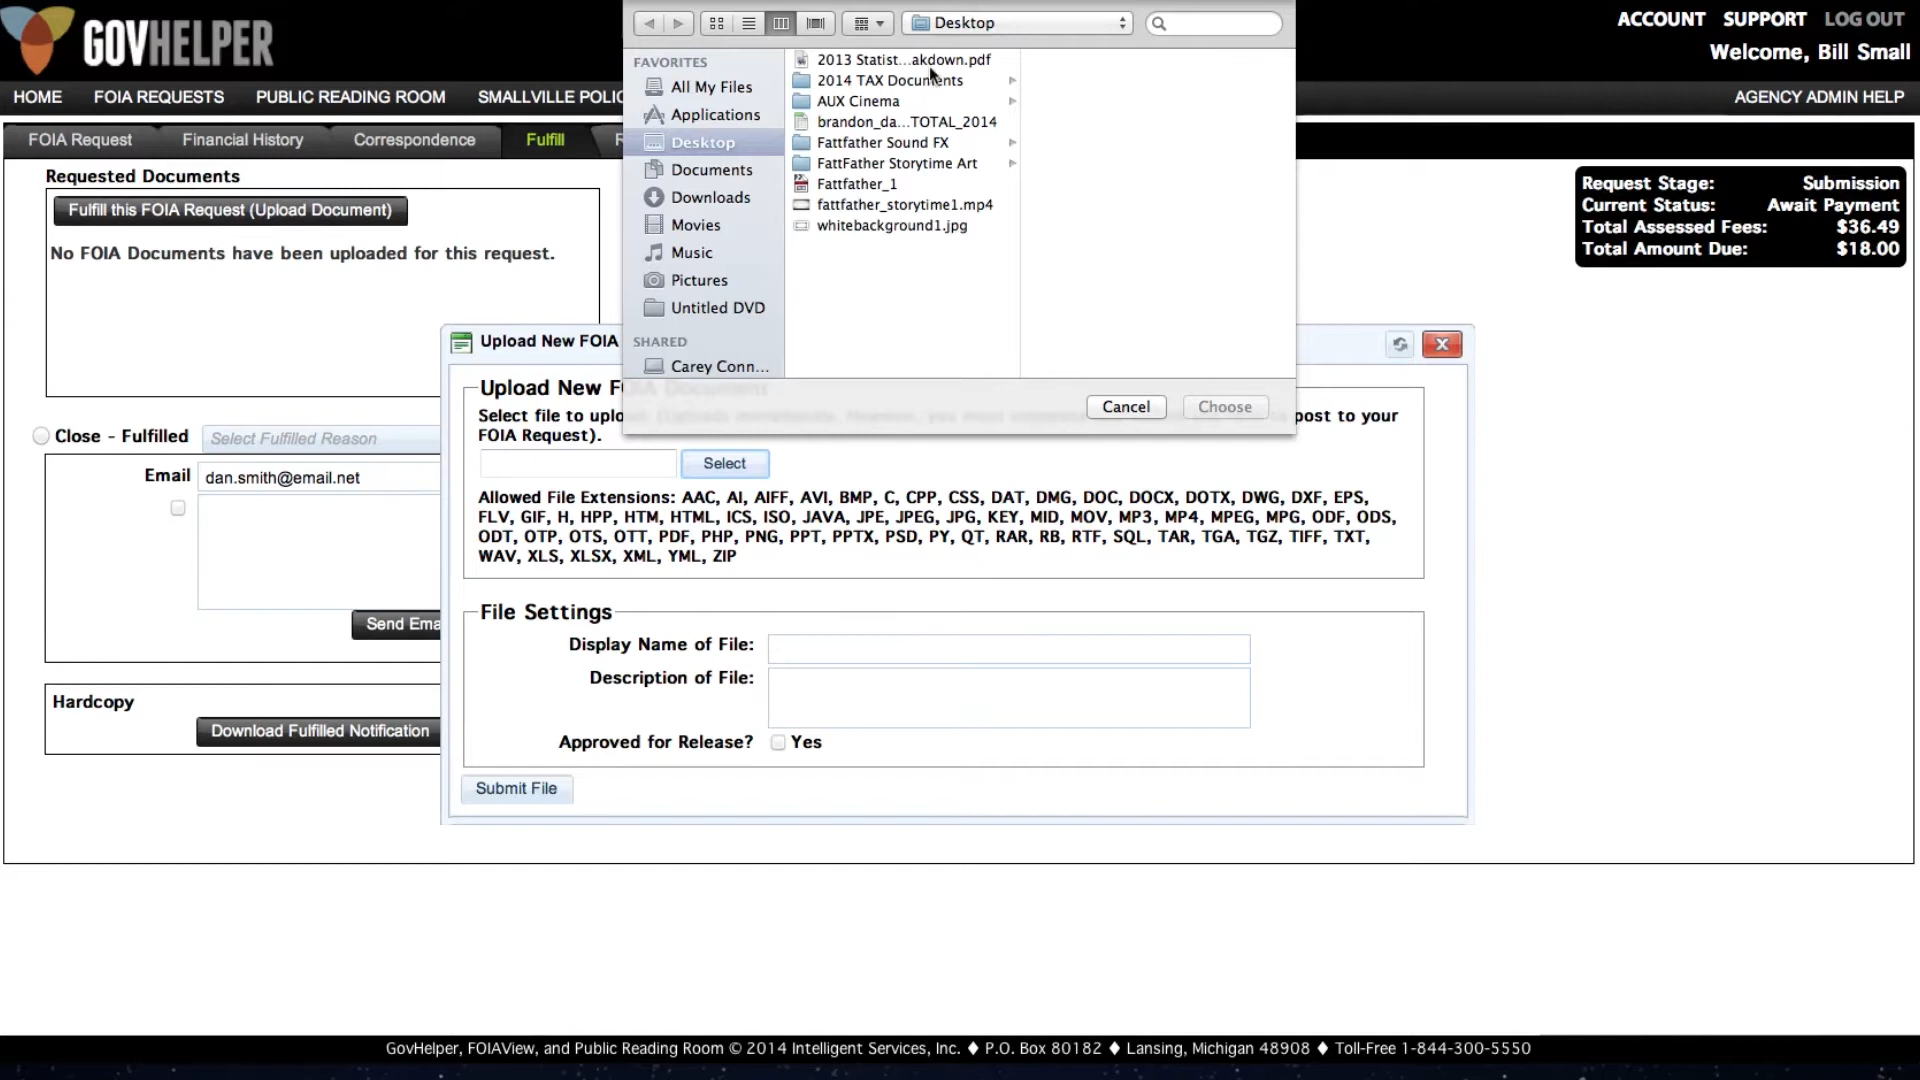 GOVHELPER
ACCOUNT SUPPORT LOG OUT
Welcome, Bill Small
HOME FOIA REQUESTS PUBLIC READING ROOM SMALLVILLE POLIC
AGENCY ADMIN HELP
FOIA Request Financial History Correspondence Fulfill
Desktop
FAVORITES
All My Files
Applications
Desktop
Documents
Downloads
Movies
Music
Pictures
Untitled DVD
SHARED
Carey Conn...
2013 Statist...akdown.pdf
2014 TAX Documents
AUX Cinema
brandon_da...TOTAL_2014
Fattfather Sound FX
FattFather Storytime Art
Fattfather_1
fattfather_storytime1.mp4
whitebackground1.jpg
Cancel Choose
Requested Documents
Fulfill this FOIA Request (Upload Document)
No FOIA Documents have been uploaded for this request.
Request Stage: Submission
Current Status: Await Payment
Total Assessed Fees: $36.49
Total Amount Due: $18.00
Close - Fulfilled Select Fulfilled Reason
Email dan.smith@email.net
Send Ema
Hardcopy
Download Fulfilled Notification
Upload New FOIA
Upload New FOIA Document
Select file to uplo
post to your
FOIA Request).
Select
Allowed File Extensions: AAC, AI, AIFF, AVI, BMP, C, CPP, CSS, DAT, DMG, DOC, DOCX, DOTX, DWG, DXF, EPS,
FLV, GIF, H, HPP, HTM, HTML, ICS, ISO, JAVA, JPE, JPEG, JPG, KEY, MID, MOV, MP3, MP4, MPEG, MPG, ODF, ODS,
ODT, OTP, OTS, OTT, PDF, PHP, PNG, PPT, PPTX, PSD, PY, QT, RAR, RB, RTF, SQL, TAR, TGA, TGZ, TIFF, TXT,
WAV, XLS, XLSX, XML, YML, ZIP
File Settings
Display Name of File:
Description of File:
Approved for Release? Yes
Submit File
GovHelper, FOIAView, and Public Reading Room © 2014 Intelligent Services, Inc. ♦ P.O. Box 80182 ♦ Lansing, Michigan 48908 ♦ Toll-Free 1-844-300-5550